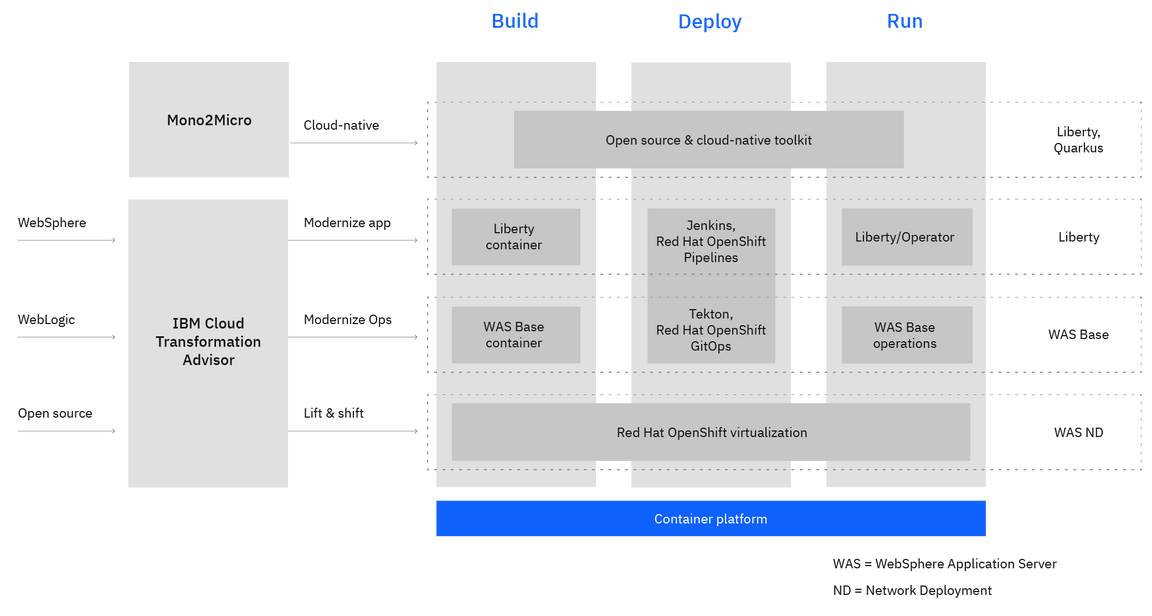 Build
Deploy
Run
Mono2Micro
Cloud-native
Open source & cloud-native toolkit
Liberty,
Quarkus
WebSphere
Modernize app
Liberty
container
Jenkins,
Red Hat OpenShift
Pipelines
Liberty/Operator
Liberty
WebLogic
IBM Cloud
Transformation
Advisor
Modernize Ops
WAS Base
container
Tekton,
Red Hat OpenShift
GitOps
WAS Base
operations
WAS Base
Open source
Lift & shift
Red Hat OpenShift virtualization
WAS ND
Container platform
WAS = WebSphere Application Server
ND = Network Deployment